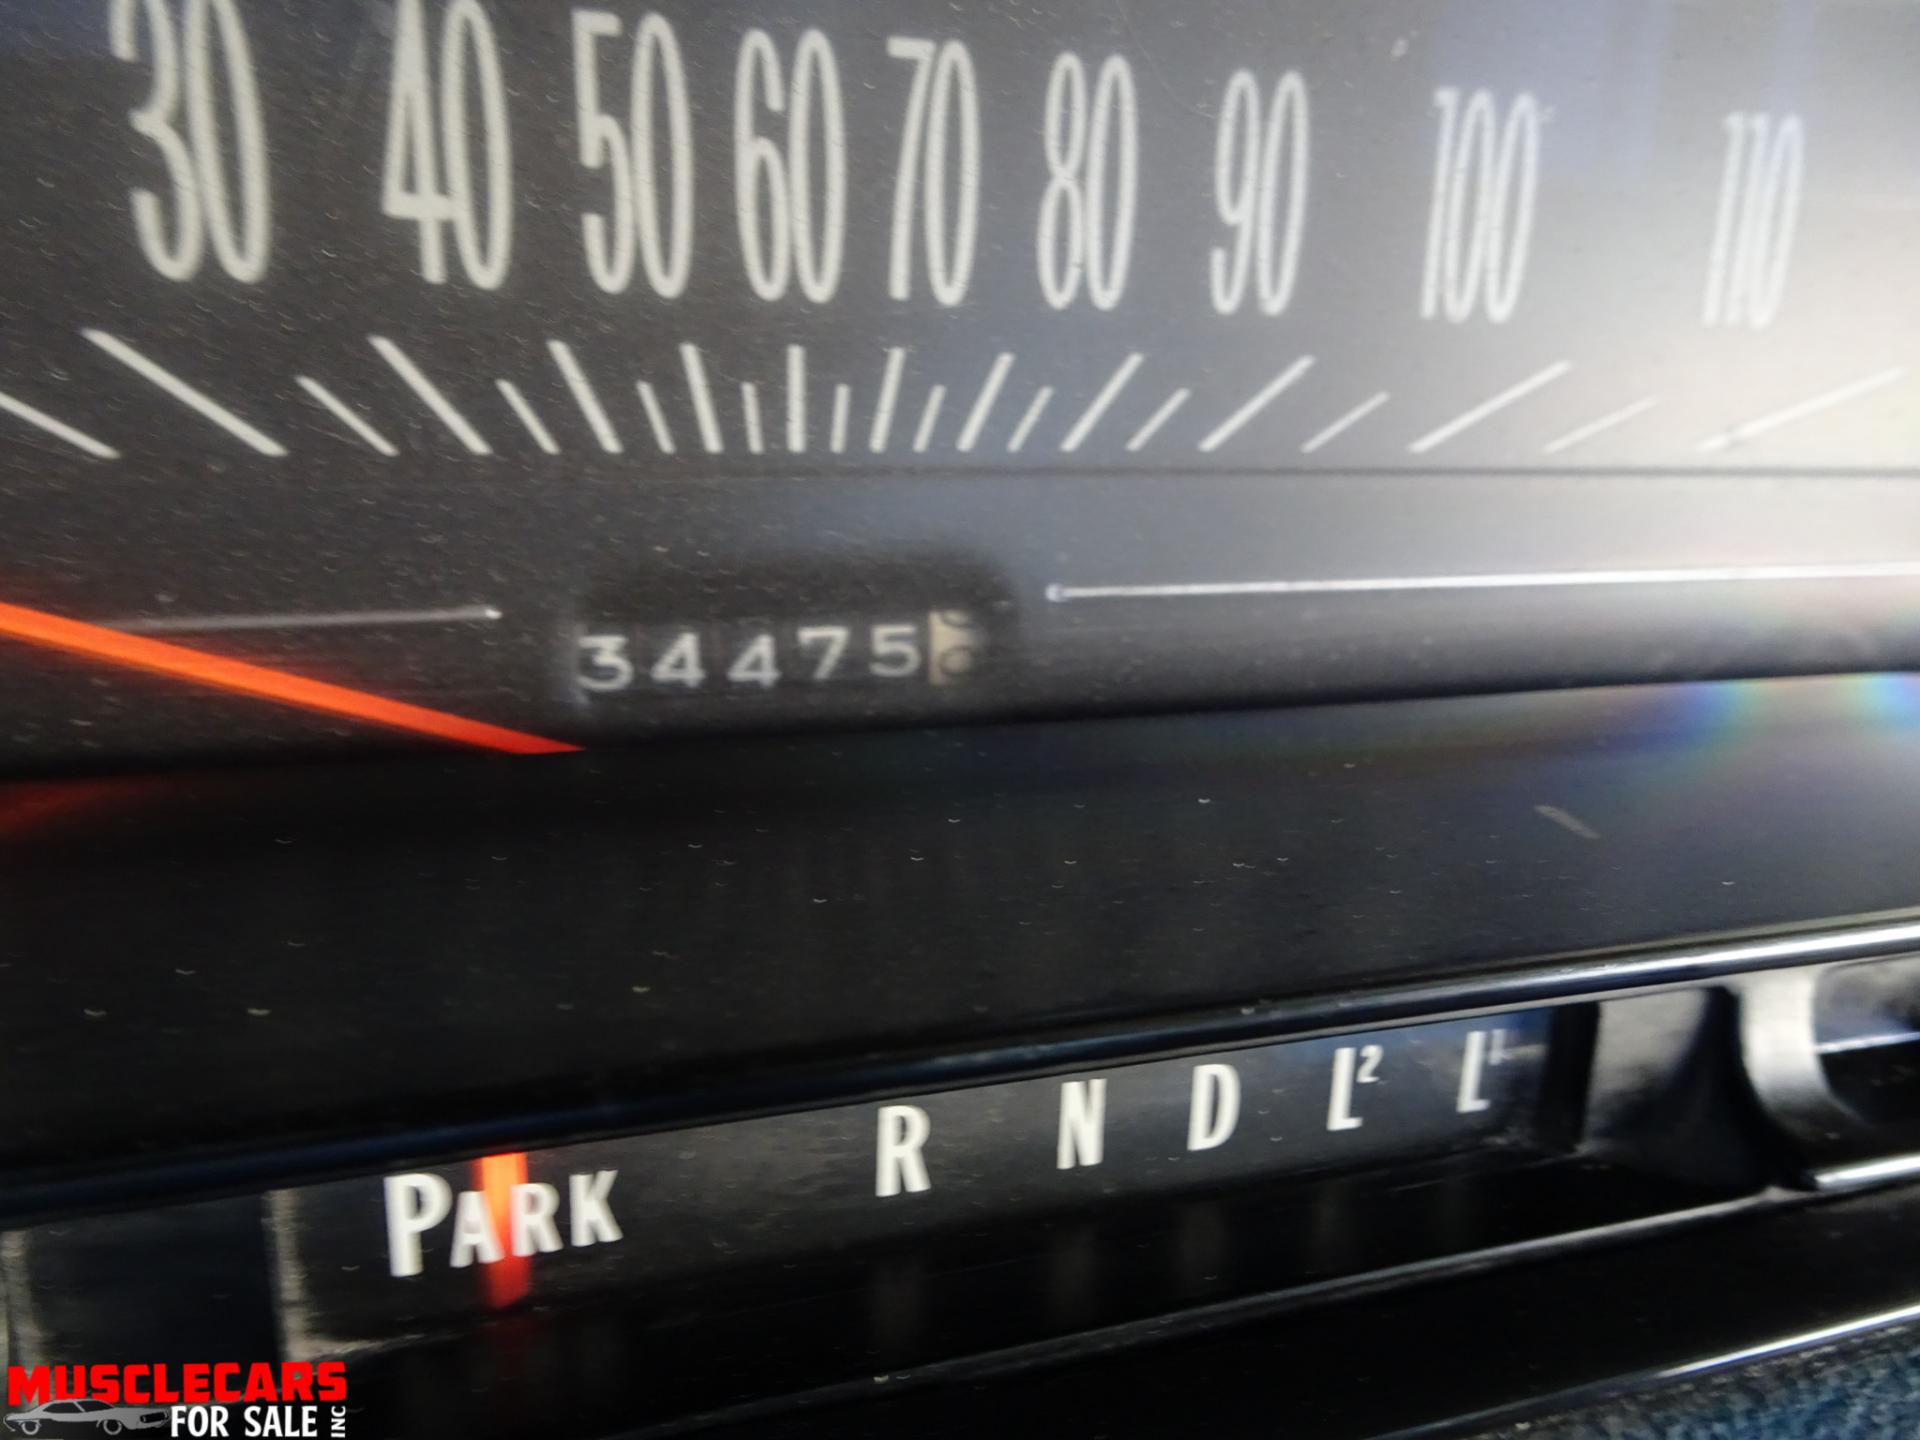 30 40 50 60 70 80 90 100 110
34475
PARK R N D L² L¹
MUSCLECARS
FOR SALE INC